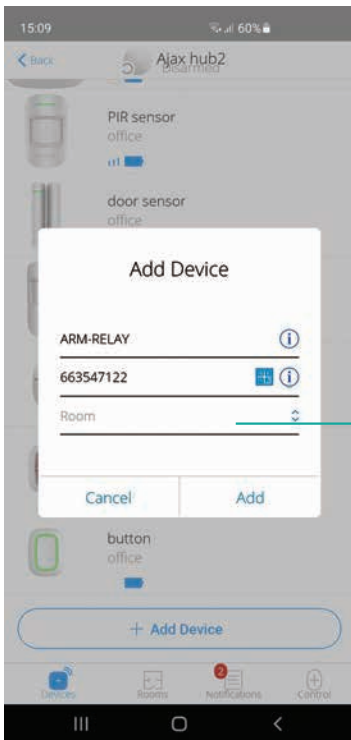 15:09 60%
Back Ajax hub2
Disarmed
PIR sensor
office
door sensor
office
Add Device
ARM-RELAY
663547122
Room
Cancel Add
button
office
+ Add Device
2
Devices Rooms Notifications Control